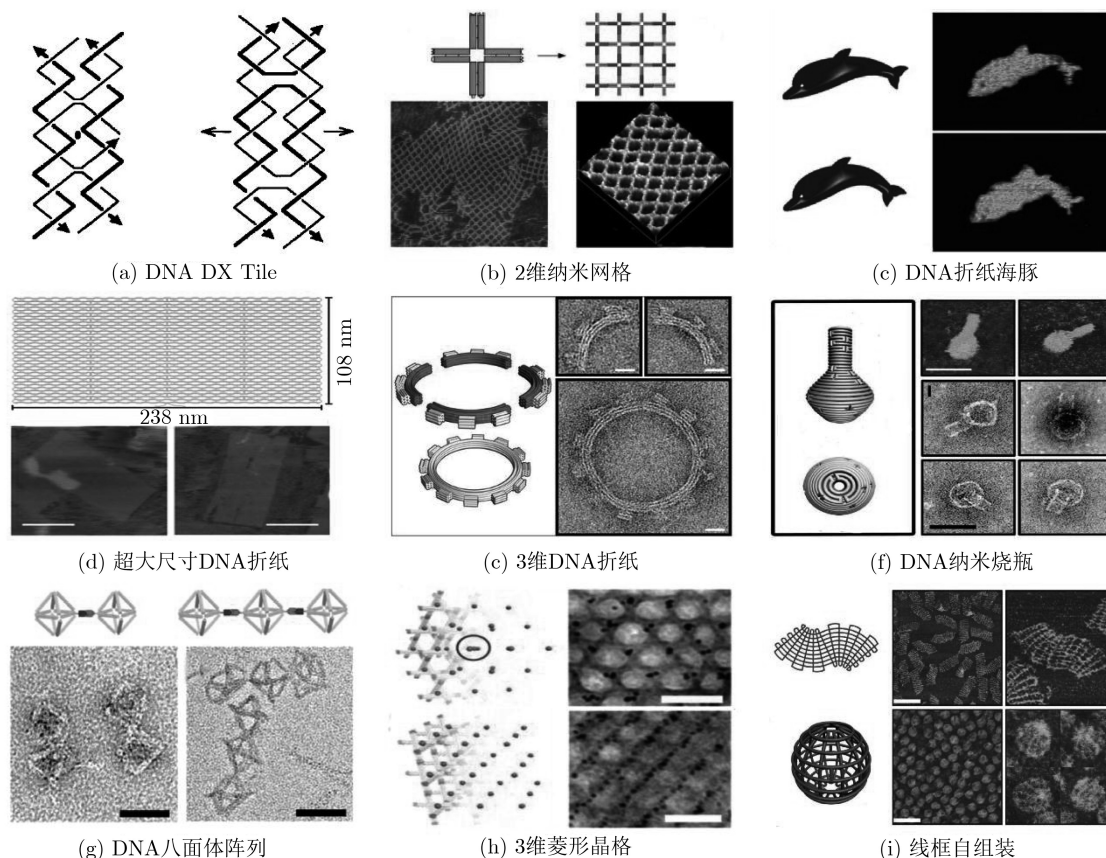 (a) DNA DX Tile
(b) 2维纳米网格
(c) DNA折纸海豚
108 nm
238 nm
(d) 超大尺寸DNA折纸
(e) 3维DNA折纸
(f) DNA纳米烧瓶
(g) DNA八面体阵列
(h) 3维菱形晶格
(i) 线框自组装